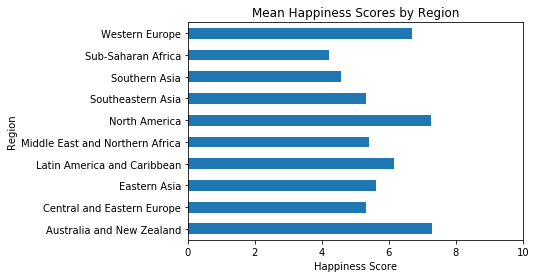 Mean Happiness Scores by Region
Western Europe
Sub-Saharan Africa
Southern Asia
Southeastern Asia
North America
Middle East and Northern Africa
Latin America and Caribbean
Eastern Asia
Central and Eastern Europe
Australia and New Zealand
Region
0 2 4 6 8 10
Happiness Score